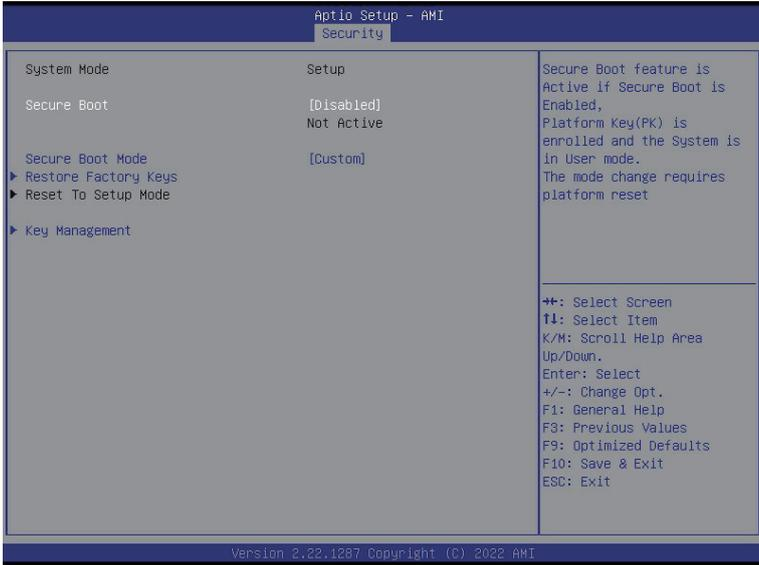 Aptio Setup - AMI
Security
System Mode Setup
Secure Boot [Disabled]
Not Active
Secure Boot Mode [Custom]
▶ Restore Factory Keys
▶ Reset To Setup Mode
▶ Key Management
Secure Boot feature is
Active if Secure Boot is
Enabled,
Platform Key(PK) is
enrolled and the System is
in User mode.
The mode change requires
platform reset
→←: Select Screen
↑↓: Select Item
K/M: Scroll Help Area
Up/Down.
Enter: Select
+/-: Change Opt.
F1: General Help
F3: Previous Values
F9: Optimized Defaults
F10: Save & Exit
ESC: Exit
Version 2.22.1287 Copyright (C) 2022 AMI